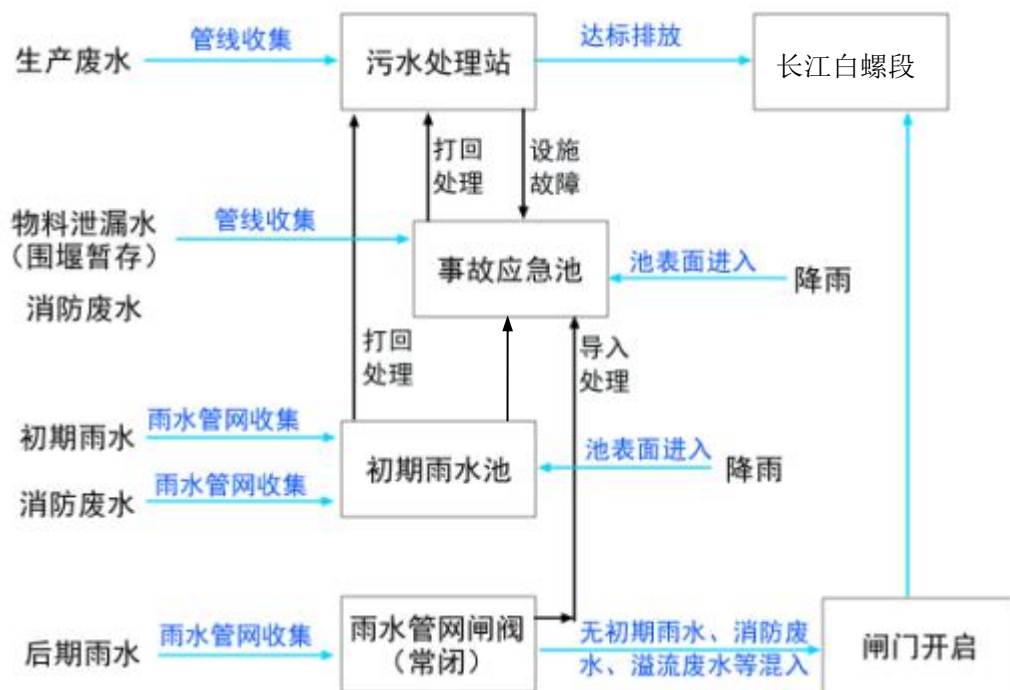 生产废水
管线收集
污水处理站
达标排放
长江白螺段
打回
处理
设施
故障
物料泄漏水
（围堰暂存）
消防废水
管线收集
事故应急池
池表面进入
降雨
打回
处理
导入
处理
初期雨水
雨水管网收集
消防废水
雨水管网收集
初期雨水池
池表面进入
降雨
后期雨水
雨水管网收集
雨水管网闸阀
（常闭）
无初期雨水、消防废
水、溢流废水等混入
闸门开启